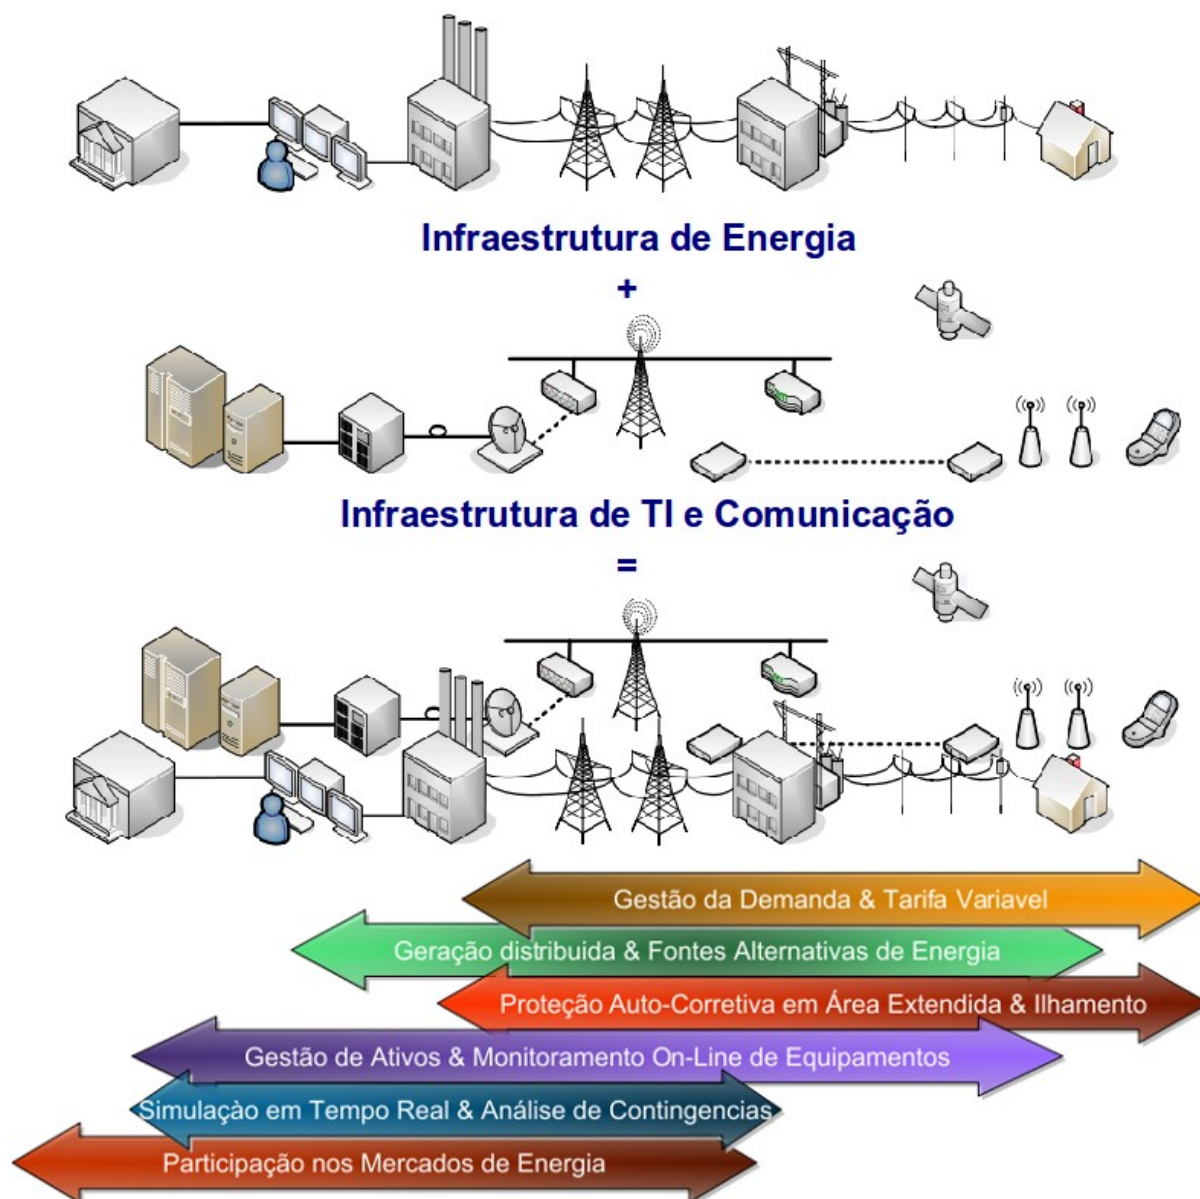 Infraestrutura de Energia
+
Infraestrutura de TI e Comunicação
=
Gestão da Demanda & Tarifa Variavel
Geração distribuida & Fontes Alternativas de Energia
Proteção Auto-Corretiva em Área Extendida & Ilhamento
Gestão de Ativos & Monitoramento On-Line de Equipamentos
Simulaçào em Tempo Real & Análise de Contingencias
Participação nos Mercados de Energia